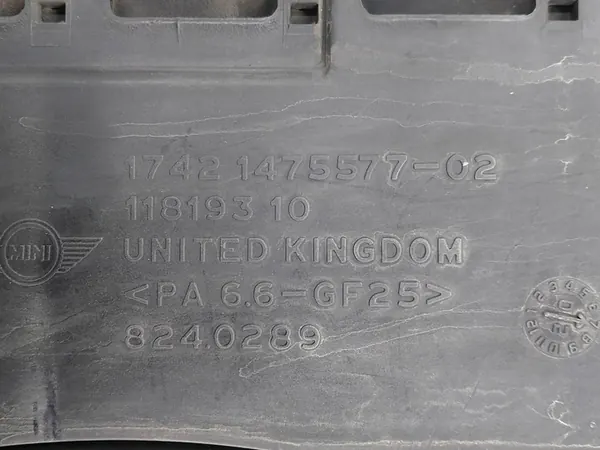 1742 1475577-02
118193 10
MINI
UNITED KINGDOM
<PA 6.6-GF25>
8240289